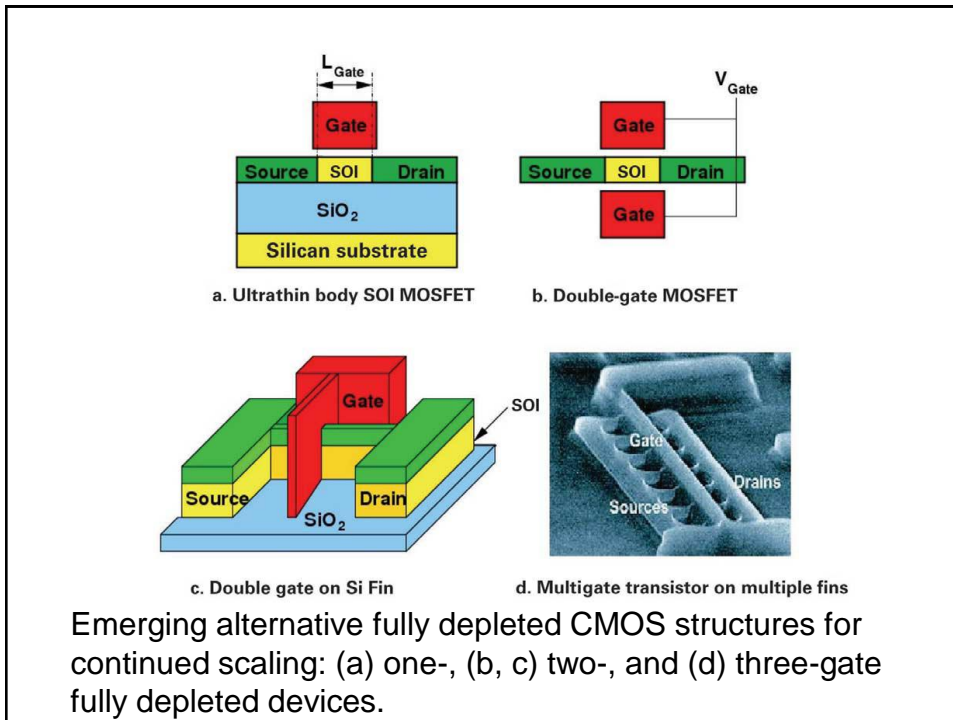 L Gate
V Gate
Gate
Gate
Source SOI Drain
Source SOI Drain
SiO2
Gate
Silican substrate
a. Ultrathin body SOI MOSFET
b. Double-gate MOSFET
Gate
SOI
Source
Drain
SiO2
Gate
Drains
Sources
c. Double gate on Si Fin
d. Multigate transistor on multiple fins
Emerging alternative fully depleted CMOS structures for
continued scaling: (a) one-, (b, c) two-, and (d) three-gate
fully depleted devices.